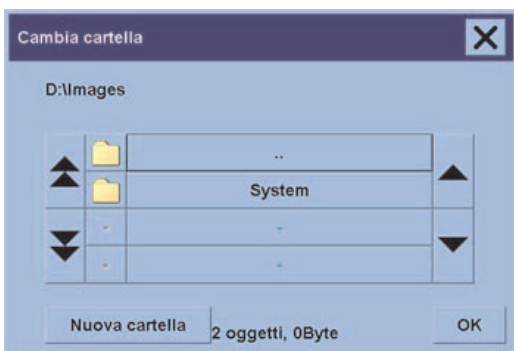 Cambia cartella
D:\Images
..
System
- -
- -
Nuova cartella
2 oggetti, 0Byte
OK